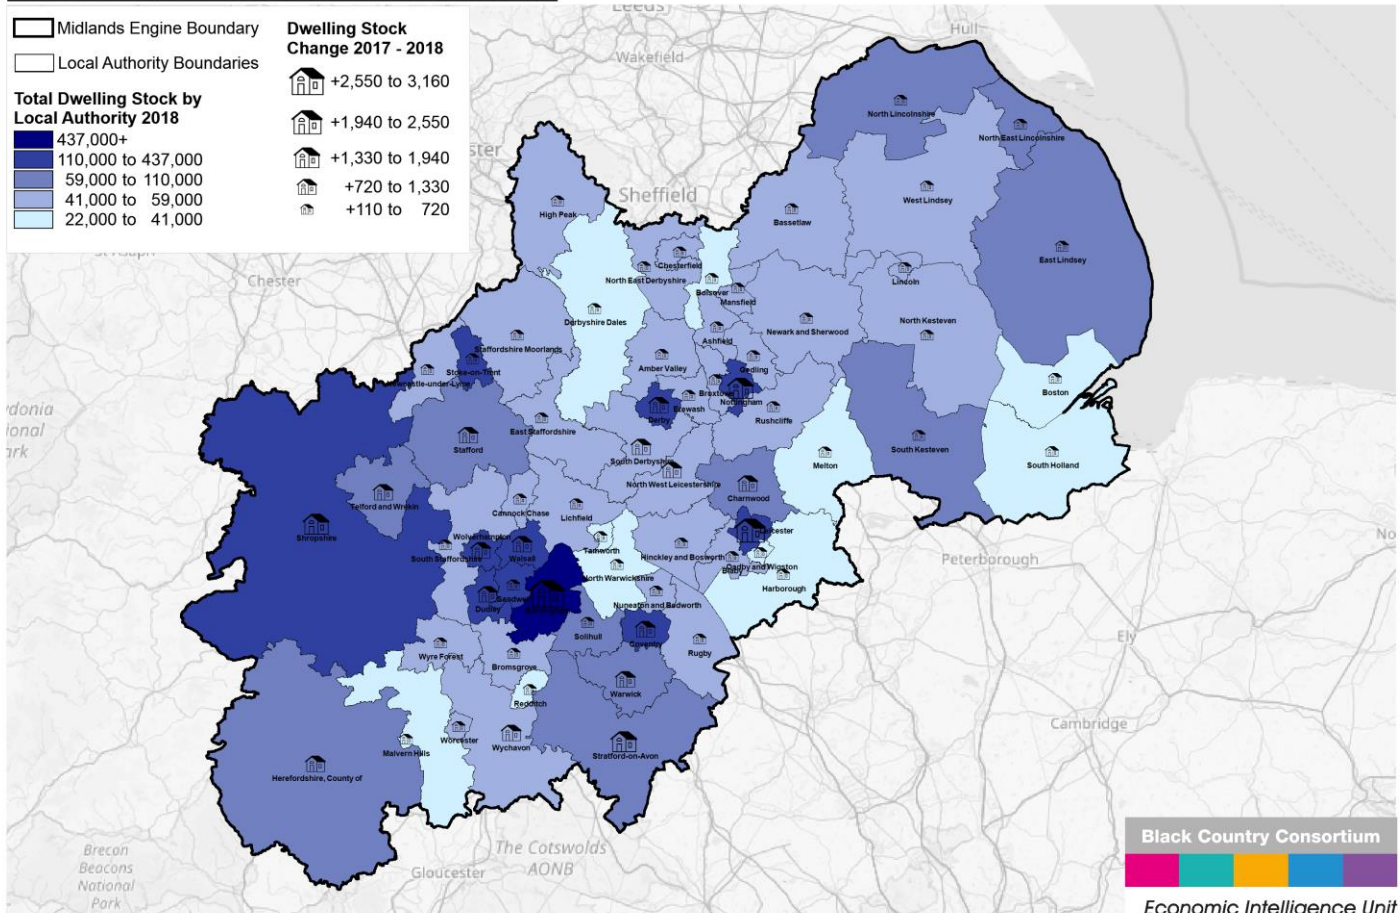 Midlands Engine Boundary
Local Authority Boundaries
Total Dwelling Stock by
Local Authority 2018
437,000+
110,000 to 437,000
59,000 to 110,000
41,000 to 59,000
22,000 to 41,000
Dwelling Stock
Change 2017 - 2018
+2,550 to 3,160
+1,940 to 2,550
+1,330 to 1,940
+720 to 1,330
+110 to 720
Leeds
Hull
Wakefield
North Lincolnshire
North East Lincolnshire
Sheffield
High Peak
West Lindsey
Bassetlaw
East Lindsey
Chester
Chesterfield
North East Derbyshire
Bolsover
Mansfield
Lincoln
Derbyshire Dales
North Kesteven
Newark and Sherwood
Staffordshire Moorlands
Ashfield
Stoke-on-Trent
Amber Valley
Gedling
Boston
Nottingham
Rushcliffe
Derby
East Staffordshire
Stafford
South Kesteven
South Derbyshire
Melton
South Holland
North West Leicestershire
Charnwood
Telford and Wrekin
Cannock Chase
Lichfield
Shropshire
Wolverhampton
Tamworth
South Staffordshire
Walsall
Hinckley and Bosworth
Oadby and Wigston
Peterborough
North Warwickshire
Harborough
Dudley
Nuneaton and Bedworth
Solihull
Coventry
Rugby
Ely
Wyre Forest
Bromsgrove
Warwick
Redditch
Cambridge
Worcester
Wychavon
Malvern Hills
Stratford-on-Avon
Herefordshire, County of
Brecon
Beacons
National
Park
The Cotswolds
AONB
Gloucester
Black Country Consortium
Economic Intelligence Unit